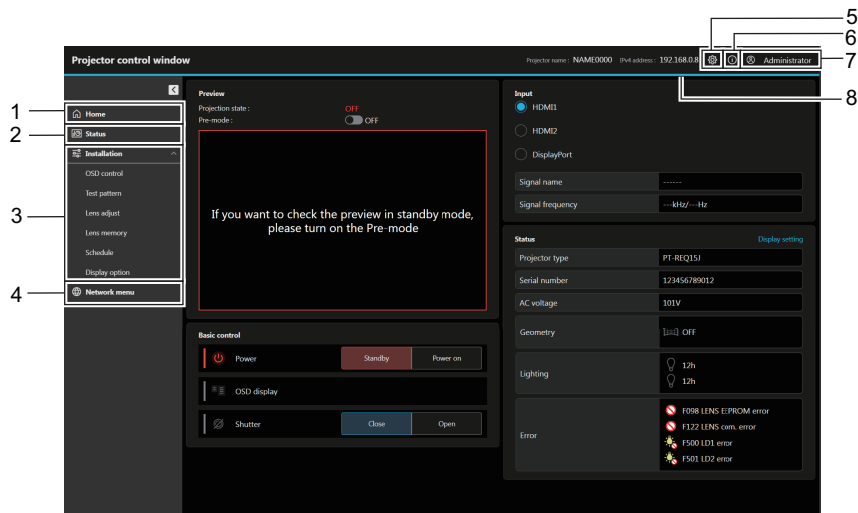 5
6
Projector control window
Projector name : NAME0000 IPv4 address : 192.168.0.8
Administrator
7
8
1
Home
2
Status
3
Installation
OSD control
Test pattern
Lens adjust
Lens memory
Schedule
Display option
4
Network menu
Preview
Projection state : OFF
Pre-mode : OFF
If you want to check the preview in standby mode,
please turn on the Pre-mode
Basic control
Power Standby Power on
OSD display
Shutter Close Open
Input
HDMI1
HDMI2
DisplayPort
Signal name ------
Signal frequency ---kHz/---Hz
Status Display setting
Projector type PT-REQ15J
Serial number 123456789012
AC voltage 101V
Geometry OFF
Lighting 12h
12h
Error F098 LENS EEPROM error
F122 LENS com. error
F500 LD1 error
F501 LD2 error